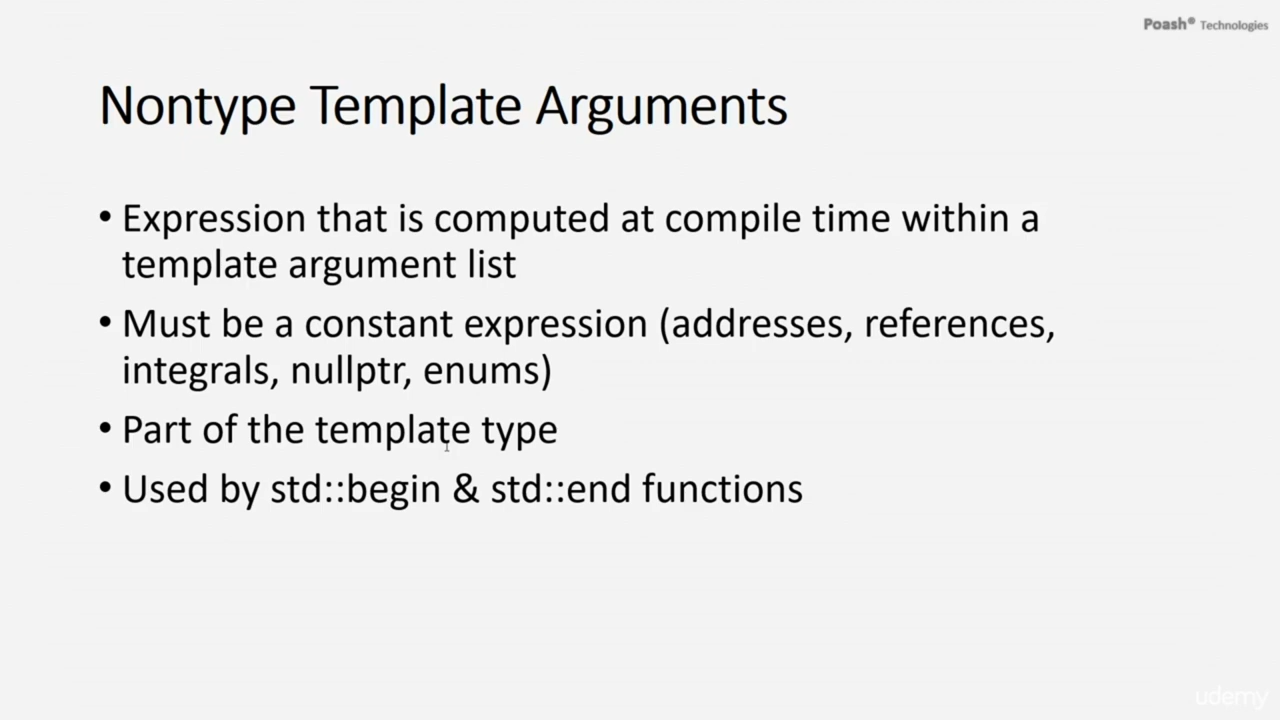 Poash® Technologies
Nontype Template Arguments
• Expression that is computed at compile time within a
template argument list
• Must be a constant expression (addresses, references,
integrals, nullptr, enums)
• Part of the template type
• Used by std::begin & std::end functions
udemy